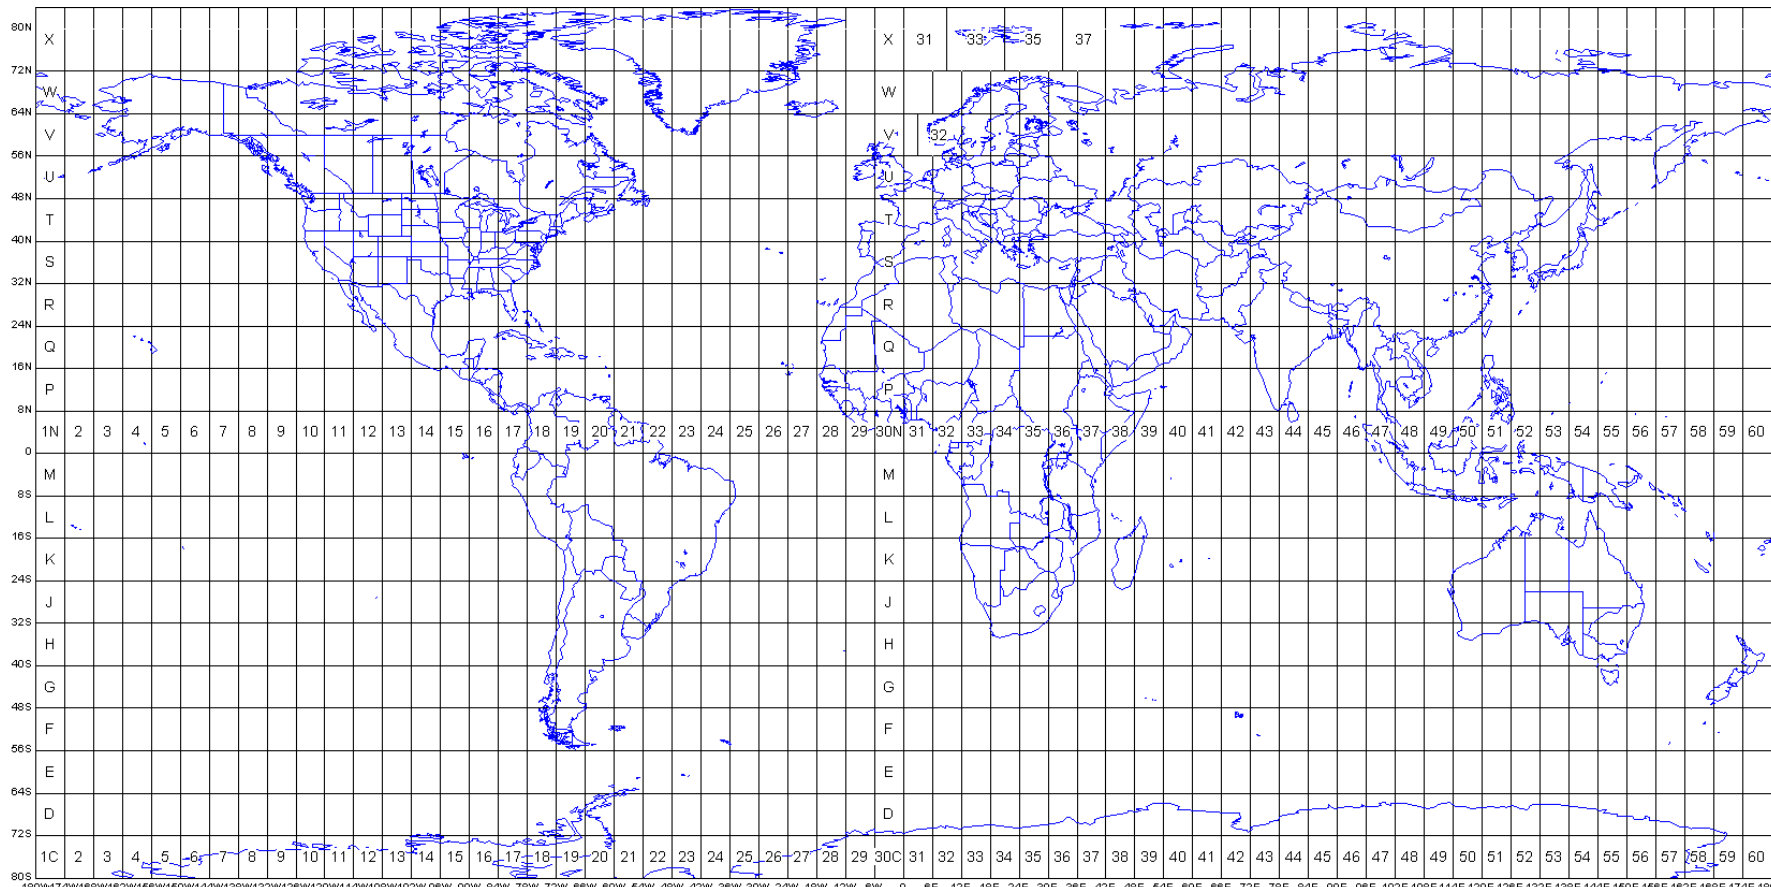 80N X X 31 33 35 37
72N
W W
64N
V V 32
56N
U U
48N
T T
40N
S S
32N
R R
24N
Q Q
16N
P P
8N
1N 2 3 4 5 6 7 8 9 10 11 12 13 14 15 16 17 18 19 20 21 22 23 24 25 26 27 28 29 30N 31 32 33 34 35 36 37 38 39 40 41 42 43 44 45 46 47 48 49 50 51 52 53 54 55 56 57 58 59 60
0
M M
8S
L L
16S
K K
24S
J J
32S
H H
40S
G G
48S
F F
56S
E E
64S
D D
72S
1C 2 3 4 5 6 7 8 9 10 11 12 13 14 15 16 17 18 19 20 21 22 23 24 25 26 27 28 29 30C 31 32 33 34 35 36 37 38 39 40 41 42 43 44 45 46 47 48 49 50 51 52 53 54 55 56 57 58 59 60
80S